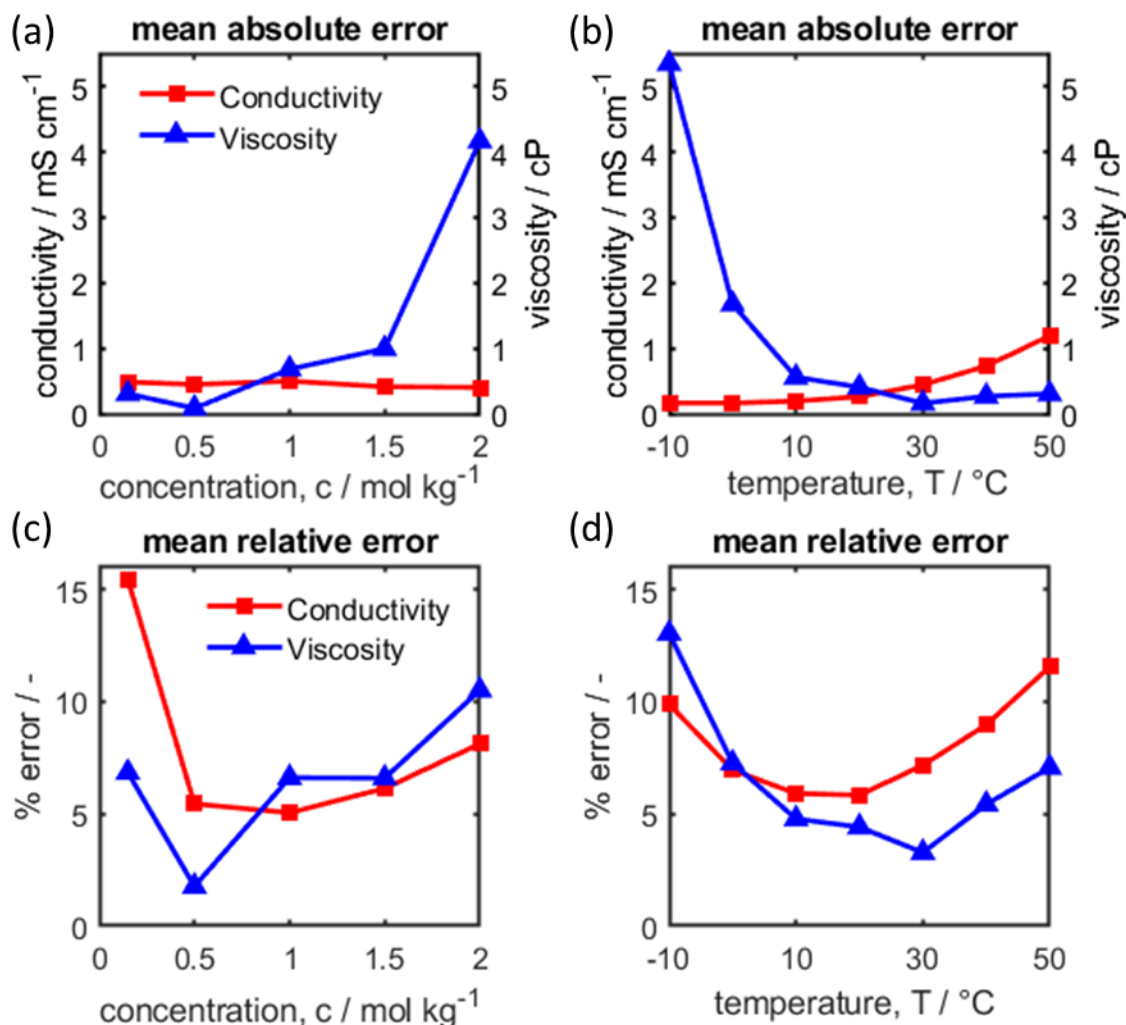 (a)
mean absolute error
conductivity / mS cm⁻¹
5
4
3
2
1
0
Conductivity
Viscosity
5
4
3
2
1
0
viscosity / cP
0 0.5 1 1.5 2
concentration, c / mol kg⁻¹
(b)
mean absolute error
conductivity / mS cm⁻¹
5
4
3
2
1
0
5
4
3
2
1
0
viscosity / cP
-10 10 30 50
temperature, T / °C
(c)
mean relative error
% error / -
15
10
5
0
Conductivity
Viscosity
0 0.5 1 1.5 2
concentration, c / mol kg⁻¹
(d)
mean relative error
% error / -
15
10
5
0
-10 10 30 50
temperature, T / °C